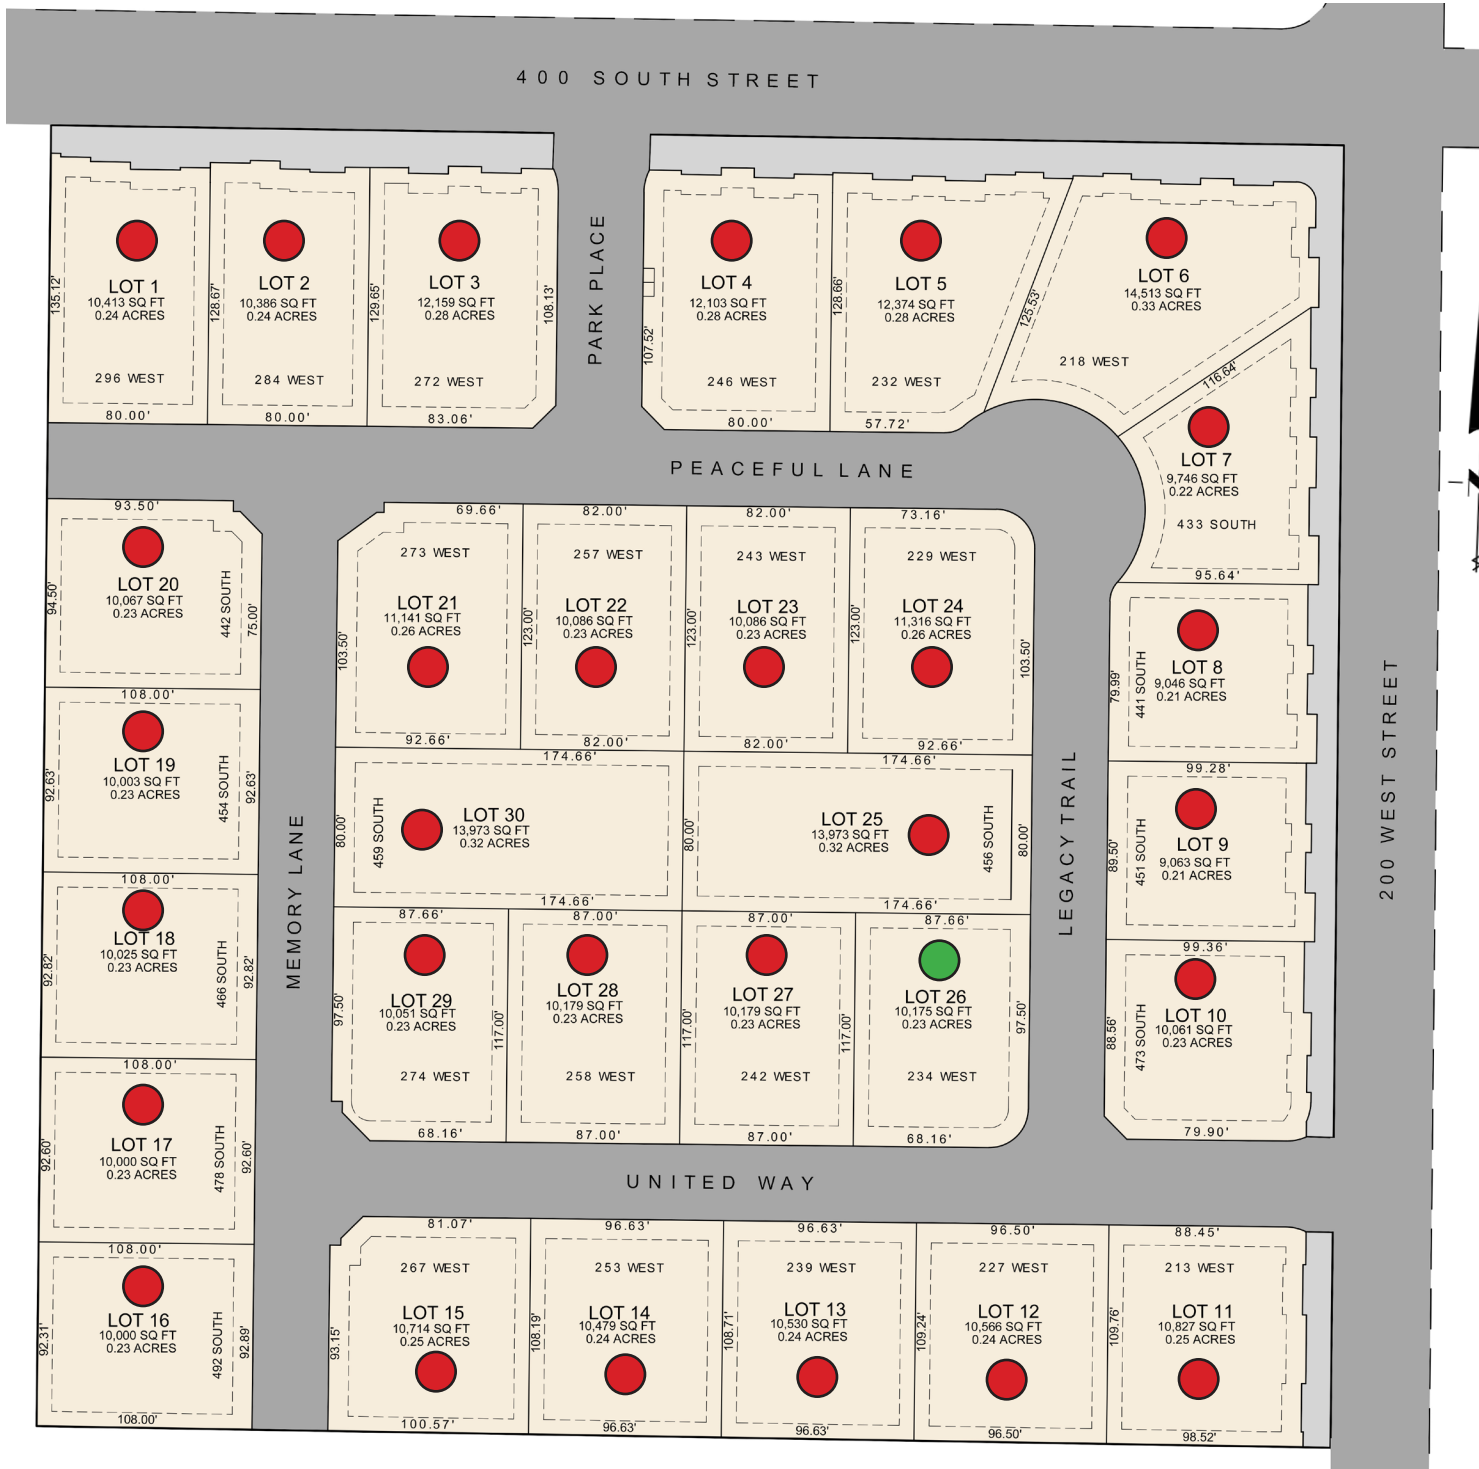 400 SOUTH STREET
PARK PLACE
LOT 1
10,413 SQ FT
0.24 ACRES
296 WEST
135.12'
80.00'
LOT 2
10,386 SQ FT
0.24 ACRES
284 WEST
128.67'
80.00'
LOT 3
12,159 SQ FT
0.28 ACRES
272 WEST
129.65'
108.13'
83.06'
LOT 4
12,103 SQ FT
0.28 ACRES
246 WEST
107.52'
80.00'
LOT 5
12,374 SQ FT
0.28 ACRES
232 WEST
128.66'
57.72'
LOT 6
14,513 SQ FT
0.33 ACRES
218 WEST
125.53'
116.64'
LOT 7
9,746 SQ FT
0.22 ACRES
433 SOUTH
95.64'
PEACEFUL LANE
93.50'
LOT 20
10,067 SQ FT
0.23 ACRES
94.50'
442 SOUTH
75.00'
108.00'
69.66'
273 WEST
LOT 21
11,141 SQ FT
0.26 ACRES
103.50'
92.66'
82.00'
257 WEST
LOT 22
10,086 SQ FT
0.23 ACRES
123.00'
82.00'
82.00'
243 WEST
LOT 23
10,086 SQ FT
0.23 ACRES
123.00'
82.00'
73.16'
229 WEST
LOT 24
11,316 SQ FT
0.26 ACRES
123.00'
103.50'
92.66'
LOT 8
9,046 SQ FT
0.21 ACRES
79.99'
441 SOUTH
99.28'
LOT 19
10,003 SQ FT
0.23 ACRES
92.63'
454 SOUTH
92.63'
108.00'
174.66'
LOT 30
13,973 SQ FT
0.32 ACRES
80.00'
459 SOUTH
174.66'
174.66'
LOT 25
13,973 SQ FT
0.32 ACRES
80.00'
456 SOUTH
80.00'
174.66'
LOT 9
9,063 SQ FT
0.21 ACRES
89.50'
451 SOUTH
99.36'
MEMORY LANE
LEGACY TRAIL
200 WEST STREET
LOT 18
10,025 SQ FT
0.23 ACRES
92.82'
466 SOUTH
92.82'
108.00'
87.66'
LOT 29
10,051 SQ FT
0.23 ACRES
274 WEST
97.50'
117.00'
68.16'
87.00'
LOT 28
10,179 SQ FT
0.23 ACRES
258 WEST
87.00'
87.00'
LOT 27
10,179 SQ FT
0.23 ACRES
242 WEST
117.00'
117.00'
87.00'
87.66'
LOT 26
10,175 SQ FT
0.23 ACRES
234 WEST
97.50'
68.16'
LOT 10
10,061 SQ FT
0.23 ACRES
88.56'
473 SOUTH
79.90'
LOT 17
10,000 SQ FT
0.23 ACRES
92.60'
478 SOUTH
92.60'
108.00'
UNITED WAY
LOT 16
10,000 SQ FT
0.23 ACRES
92.31'
492 SOUTH
92.89'
108.00'
81.07'
267 WEST
LOT 15
10,714 SQ FT
0.25 ACRES
93.15'
100.57'
96.63'
253 WEST
LOT 14
10,479 SQ FT
0.24 ACRES
108.19'
96.63'
96.63'
239 WEST
LOT 13
10,530 SQ FT
0.24 ACRES
108.71'
96.63'
96.50'
227 WEST
LOT 12
10,566 SQ FT
0.24 ACRES
109.24'
96.50'
88.45'
213 WEST
LOT 11
10,827 SQ FT
0.25 ACRES
109.76'
98.52'